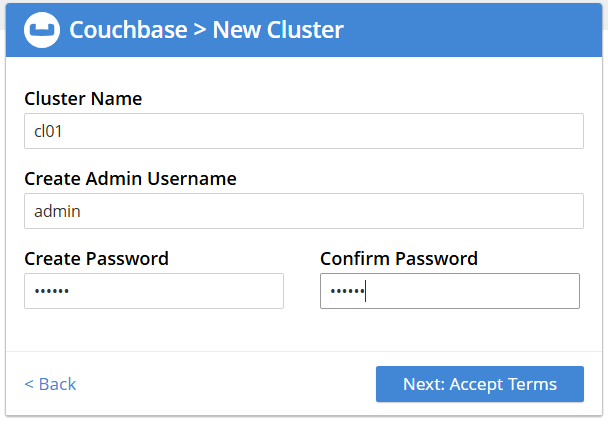 Couchbase > New Cluster
Cluster Name
cl01
Create Admin Username
admin
Create Password Confirm Password
•••••• ••••••
< Back Next: Accept Terms